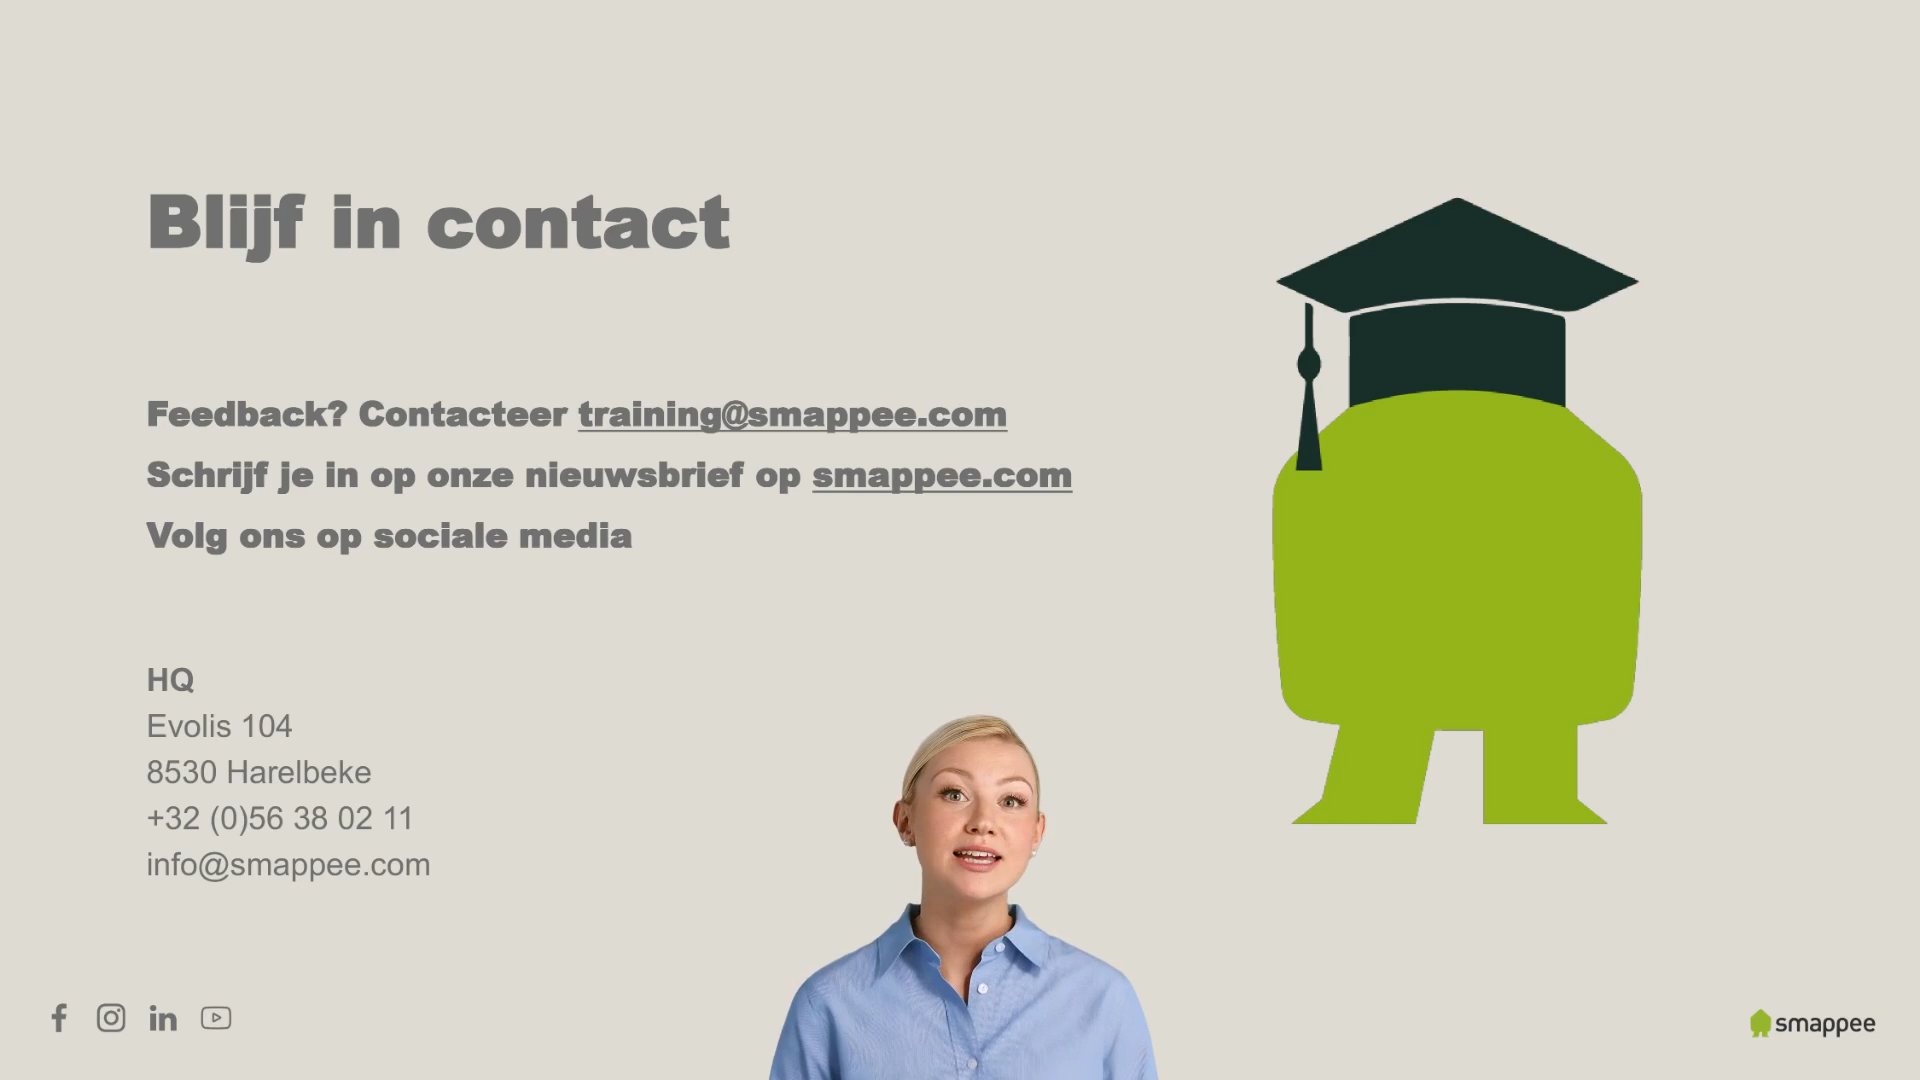 Blijf in contact
Feedback? Contacteer training@smappee.com
Schrijf je in op onze nieuwsbrief op smappee.com
Volg ons op sociale media
HQ
Evolis 104
8530 Harelbeke
+32 (0)56 38 02 11
info@smappee.com
smappee